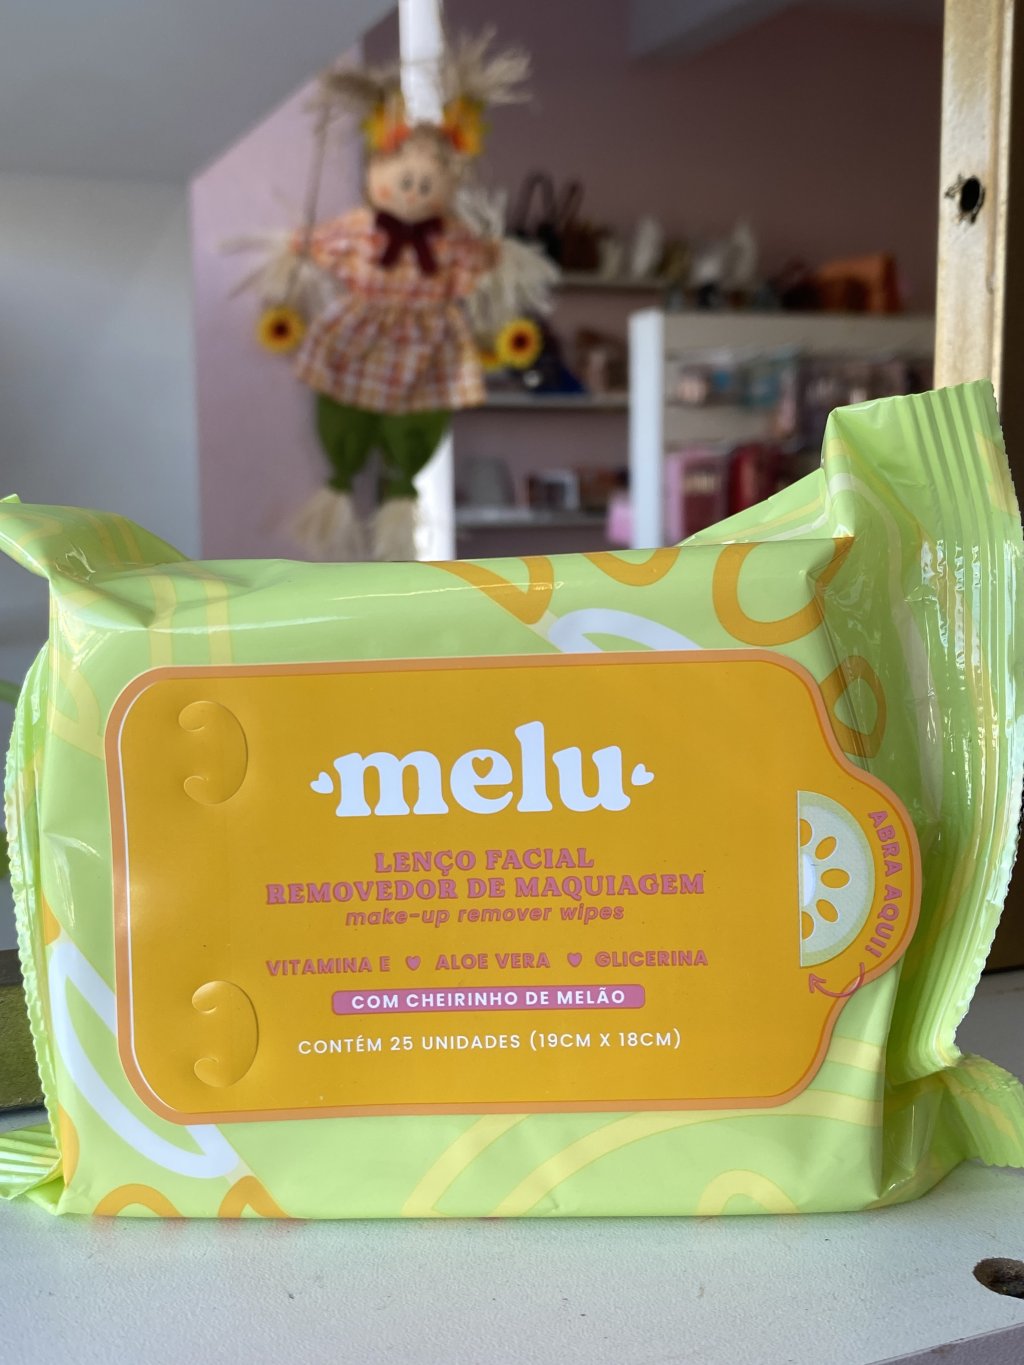 melu
LENÇO FACIAL
REMOVEDOR DE MAQUIAGEM
make-up remover wipes
VITAMINA E ♥ ALOE VERA ♥ GLICERINA
COM CHEIRINHO DE MELÃO
CONTÉM 25 UNIDADES (19CM X 18CM)
ABRA AQUI!